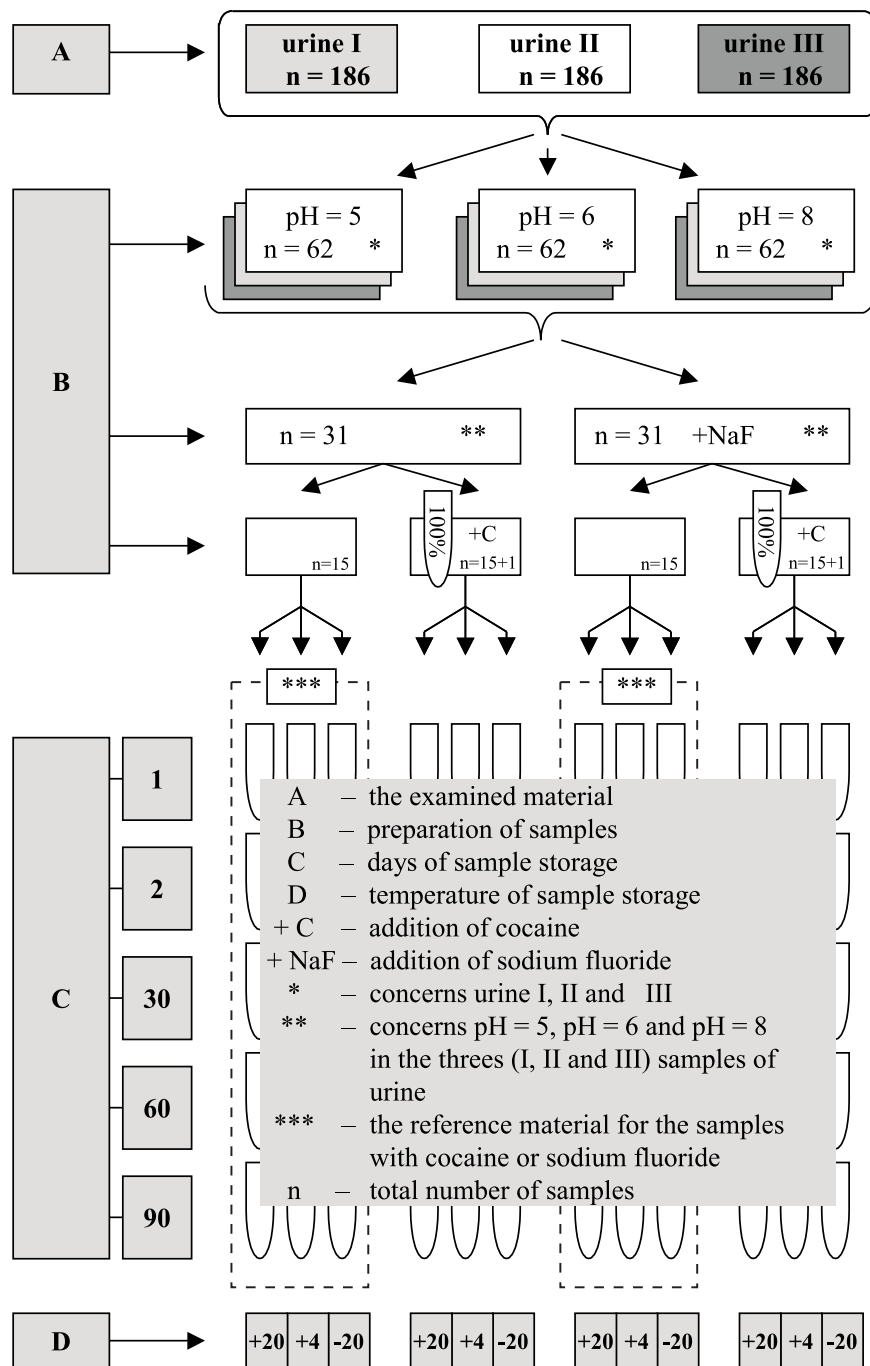 A
urine I
n = 186
urine II
n = 186
urine III
n = 186
B
pH = 5
n = 62 *
pH = 6
n = 62 *
pH = 8
n = 62 *
n = 31 **
n = 31 +NaF **
n=15
100%
+C
n=15+1
n=15
100%
+C
n=15+1
***
***
C
1
2
30
60
90
A – the examined material
B – preparation of samples
C – days of sample storage
D – temperature of sample storage
+ C – addition of cocaine
+ NaF – addition of sodium fluoride
* – concerns urine I, II and III
** – concerns pH = 5, pH = 6 and pH = 8
in the threes (I, II and III) samples of
urine
*** – the reference material for the samples
with cocaine or sodium fluoride
n – total number of samples
D
+20 +4 -20
+20 +4 -20
+20 +4 -20
+20 +4 -20